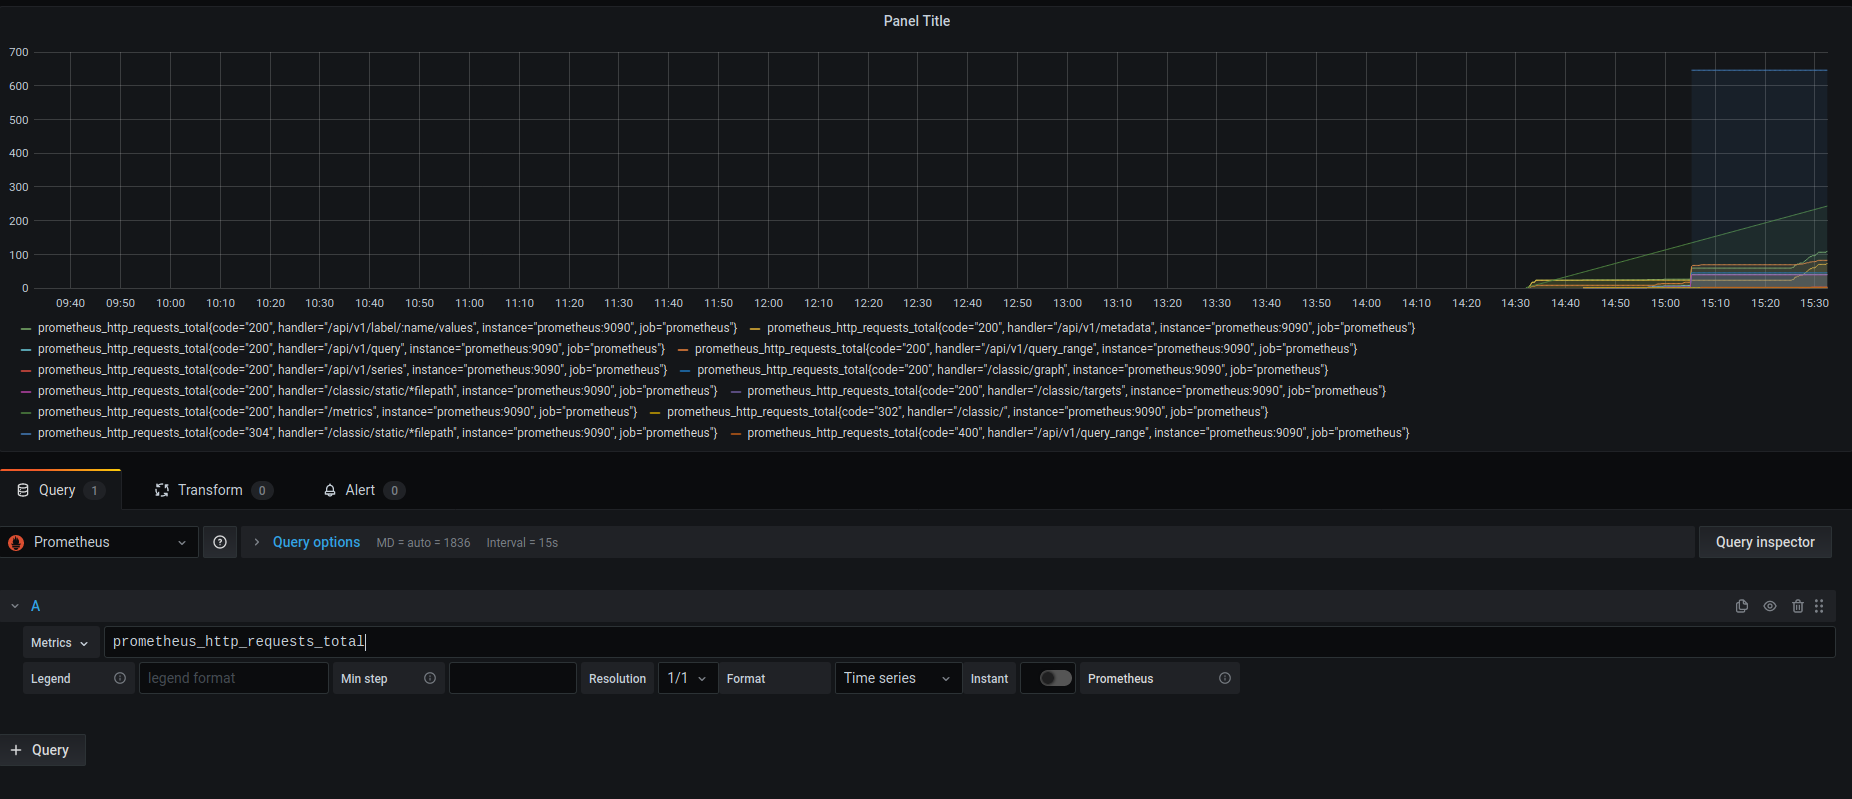 Panel Title
700
600
500
400
300
200
100
0
09:40 09:50 10:00 10:10 10:20 10:30 10:40 10:50 11:00 11:10 11:20 11:30 11:40 11:50 12:00 12:10 12:20 12:30 12:40 12:50 13:00 13:10 13:20 13:30 13:40 13:50 14:00 14:10 14:20 14:30 14:40 14:50 15:00 15:10 15:20 15:30
prometheus_http_requests_total{code="200", handler="/api/v1/label/:name/values", instance="prometheus:9090", job="prometheus"} prometheus_http_requests_total{code="200", handler="/api/v1/metadata", instance="prometheus:9090", job="prometheus"}
prometheus_http_requests_total{code="200", handler="/api/v1/query", instance="prometheus:9090", job="prometheus"} prometheus_http_requests_total{code="200", handler="/api/v1/query_range", instance="prometheus:9090", job="prometheus"}
prometheus_http_requests_total{code="200", handler="/api/v1/series", instance="prometheus:9090", job="prometheus"} prometheus_http_requests_total{code="200", handler="/classic/graph", instance="prometheus:9090", job="prometheus"}
prometheus_http_requests_total{code="200", handler="/classic/static/*filepath", instance="prometheus:9090", job="prometheus"} prometheus_http_requests_total{code="200", handler="/classic/targets", instance="prometheus:9090", job="prometheus"}
prometheus_http_requests_total{code="200", handler="/metrics", instance="prometheus:9090", job="prometheus"} prometheus_http_requests_total{code="302", handler="/classic/", instance="prometheus:9090", job="prometheus"}
prometheus_http_requests_total{code="304", handler="/classic/static/*filepath", instance="prometheus:9090", job="prometheus"} prometheus_http_requests_total{code="400", handler="/api/v1/query_range", instance="prometheus:9090", job="prometheus"}
Query 1 Transform 0 Alert 0
Prometheus Query options MD = auto = 1836 Interval = 15s Query inspector
A
Metrics prometheus_http_requests_total
Legend legend format Min step Resolution 1/1 Format Time series Instant Prometheus
+ Query